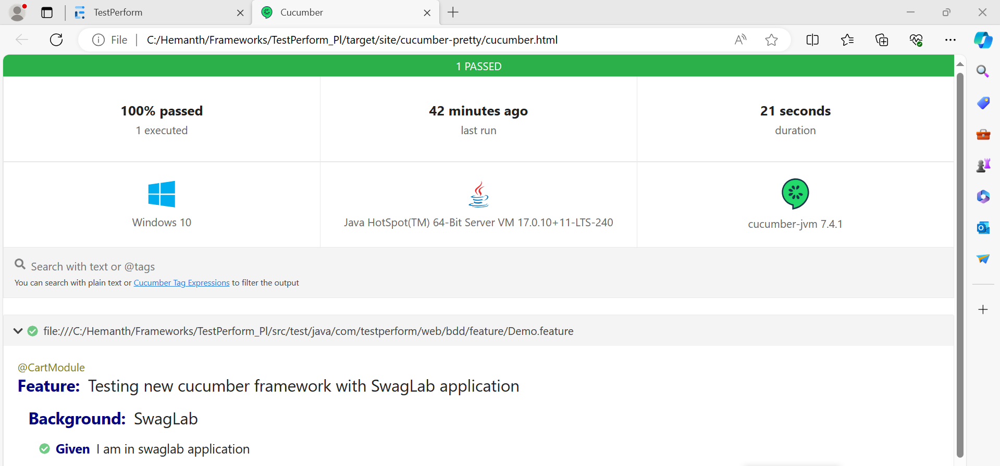 TestPerform
Cucumber
File
C:/Hemanth/Frameworks/TestPerform_Pl/target/site/cucumber-pretty/cucumber.html
1 PASSED
100% passed
1 executed
42 minutes ago
last run
21 seconds
duration
Windows 10
Java HotSpot(TM) 64-Bit Server VM 17.0.10+11-LTS-240
cucumber-jvm 7.4.1
Search with text or @tags
You can search with plain text or Cucumber Tag Expressions to filter the output
file:///C:/Hemanth/Frameworks/TestPerform_Pl/src/test/java/com/testperform/web/bdd/feature/Demo.feature
@CartModule
Feature: Testing new cucumber framework with SwagLab application
Background: SwagLab
Given I am in swaglab application